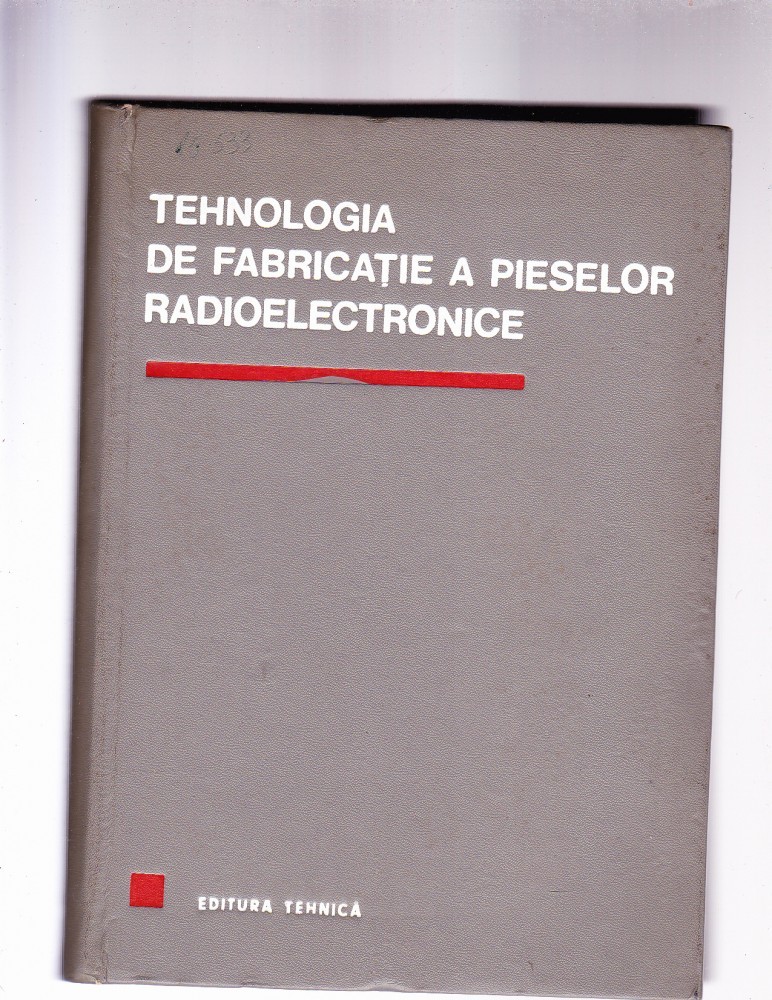 TEHNOLOGIA
DE FABRICAȚIE A PIESELOR
RADIOELECTRONICE
EDITURA TEHNICĂ